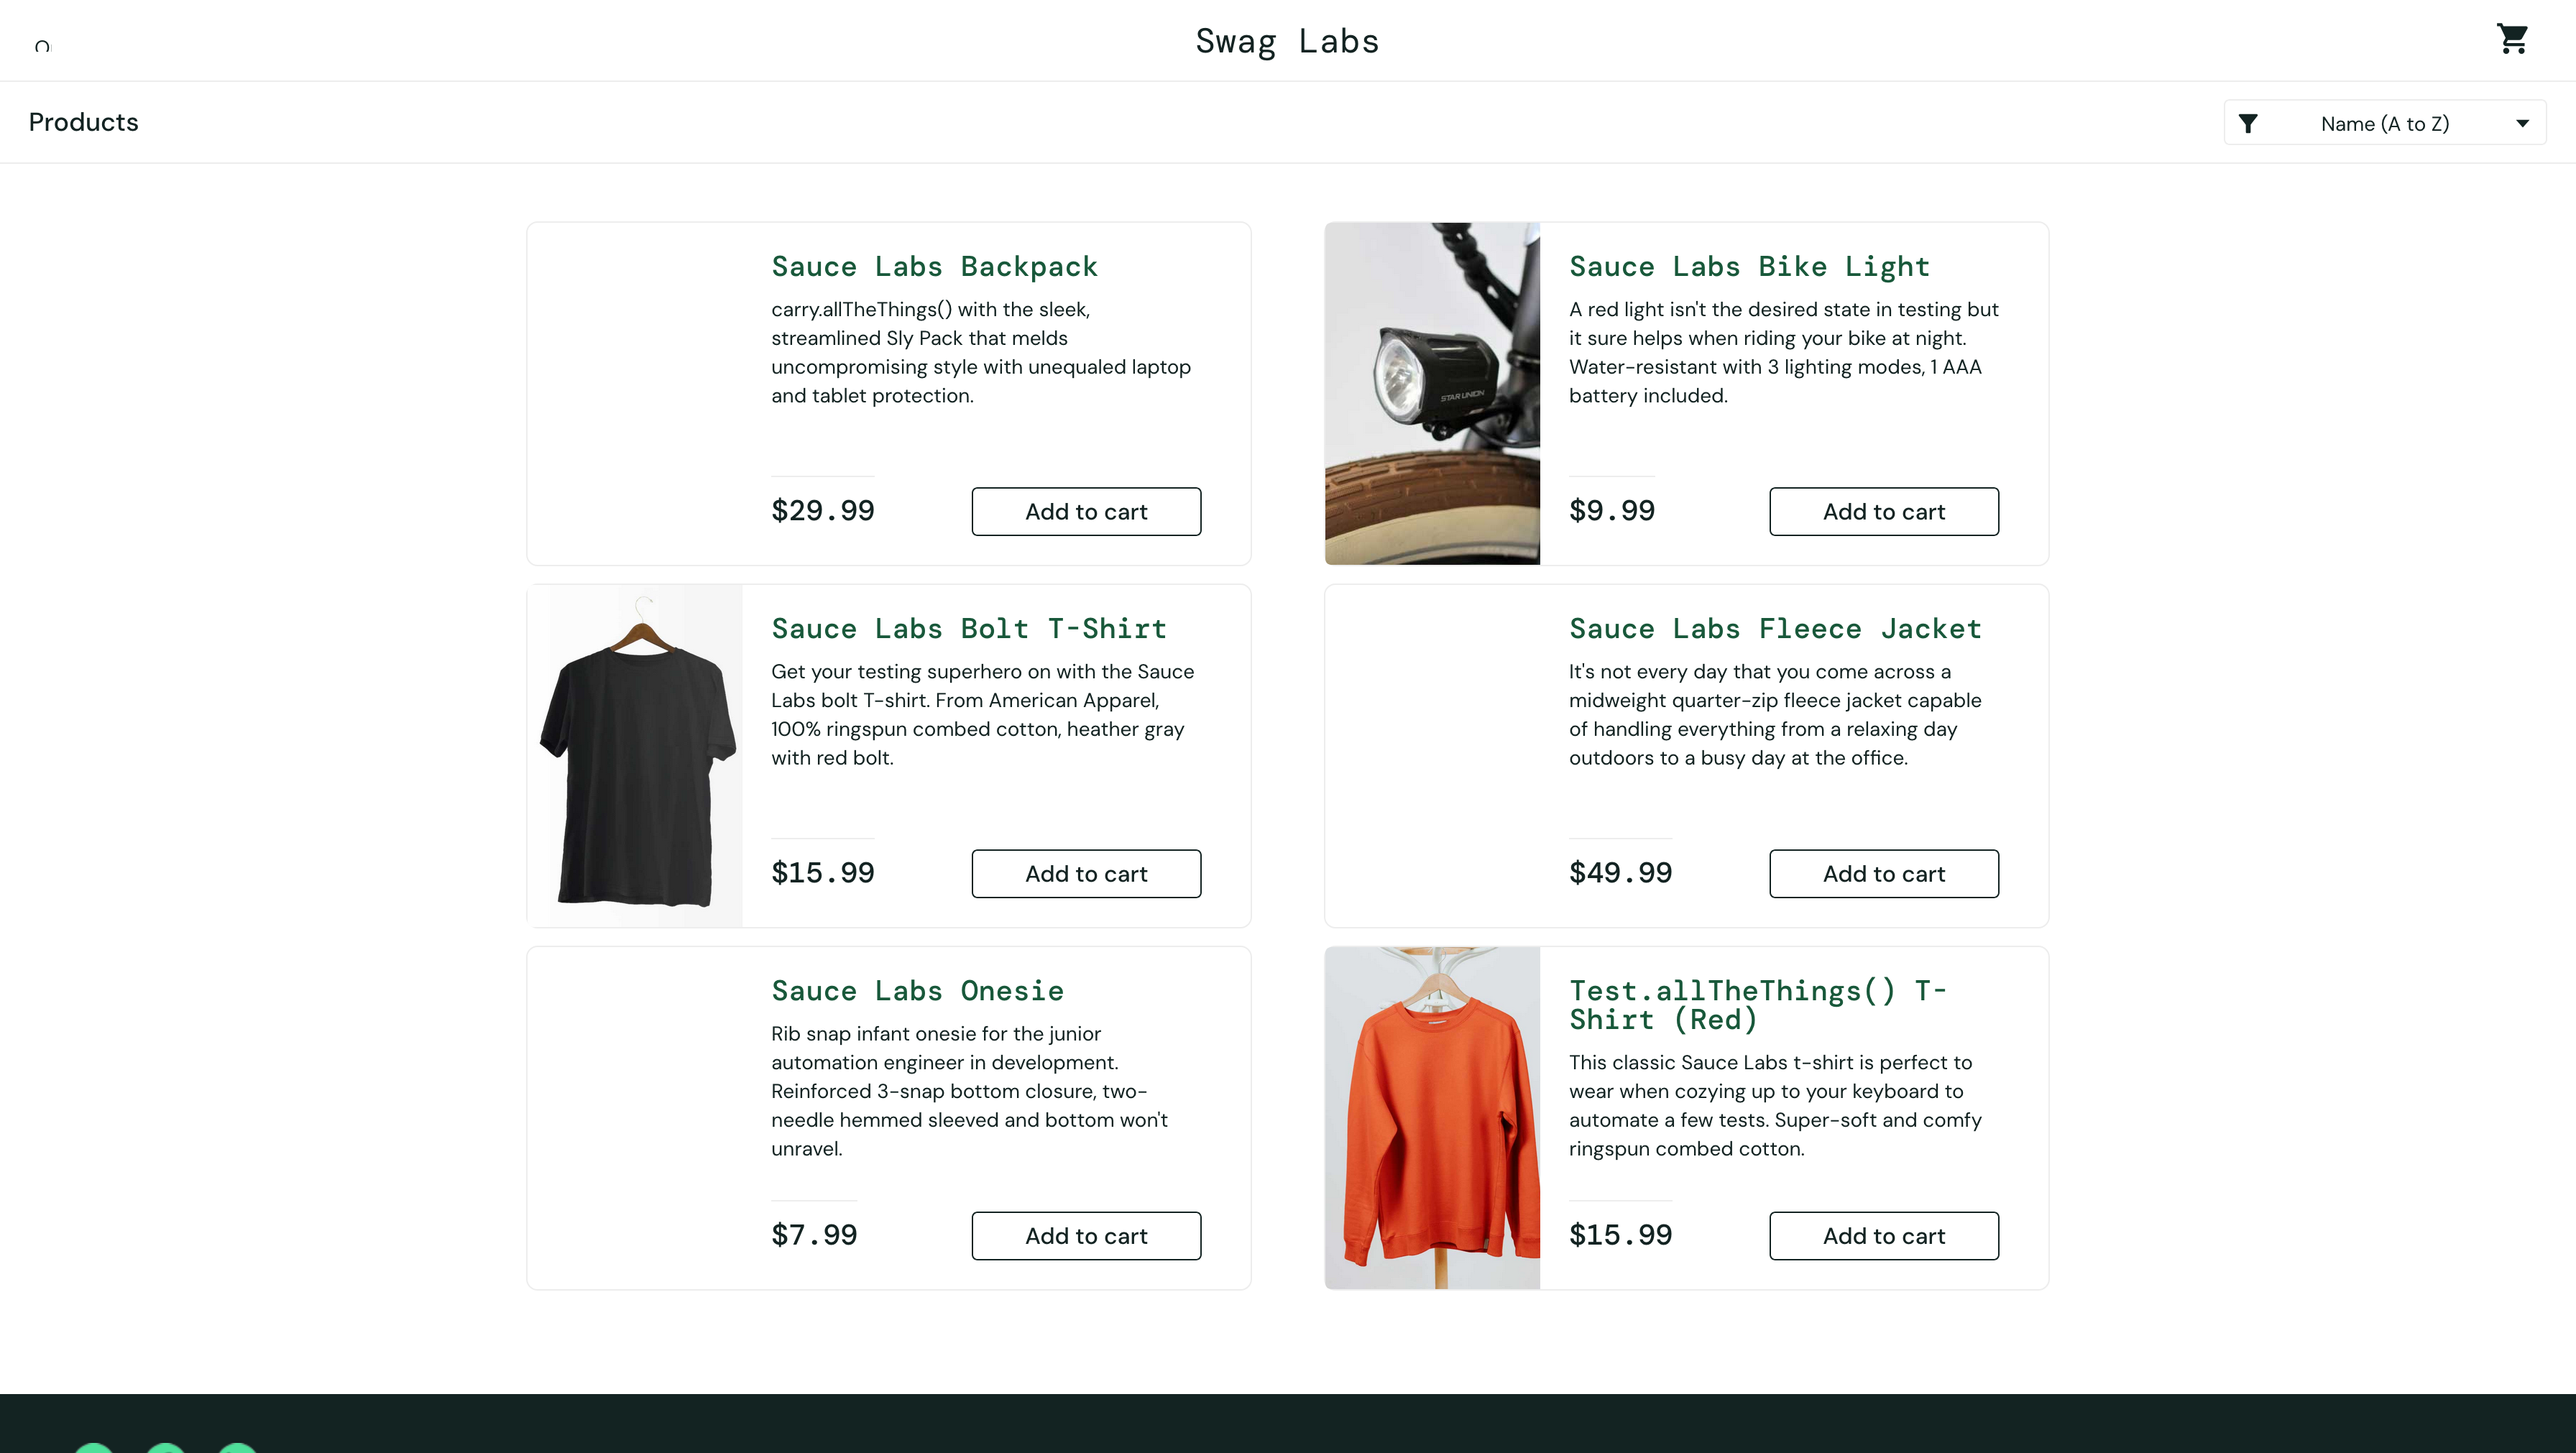 Swag Labs
Products
Name (A to Z)
Sauce Labs Backpack
carry.allTheThings() with the sleek,
streamlined Sly Pack that melds
uncompromising style with unequaled laptop
and tablet protection.
$29.99
Add to cart
Sauce Labs Bike Light
A red light isn't the desired state in testing but
it sure helps when riding your bike at night.
Water-resistant with 3 lighting modes, 1 AAA
battery included.
STAR UNION
$9.99
Add to cart
Sauce Labs Bolt T-Shirt
Get your testing superhero on with the Sauce
Labs bolt T-shirt. From American Apparel,
100% ringspun combed cotton, heather gray
with red bolt.
$15.99
Add to cart
Sauce Labs Fleece Jacket
It's not every day that you come across a
midweight quarter-zip fleece jacket capable
of handling everything from a relaxing day
outdoors to a busy day at the office.
$49.99
Add to cart
Sauce Labs Onesie
Rib snap infant onesie for the junior
automation engineer in development.
Reinforced 3-snap bottom closure, two-
needle hemmed sleeved and bottom won't
unravel.
$7.99
Add to cart
Test.allTheThings() T-
Shirt (Red)
This classic Sauce Labs t-shirt is perfect to
wear when cozying up to your keyboard to
automate a few tests. Super-soft and comfy
ringspun combed cotton.
$15.99
Add to cart